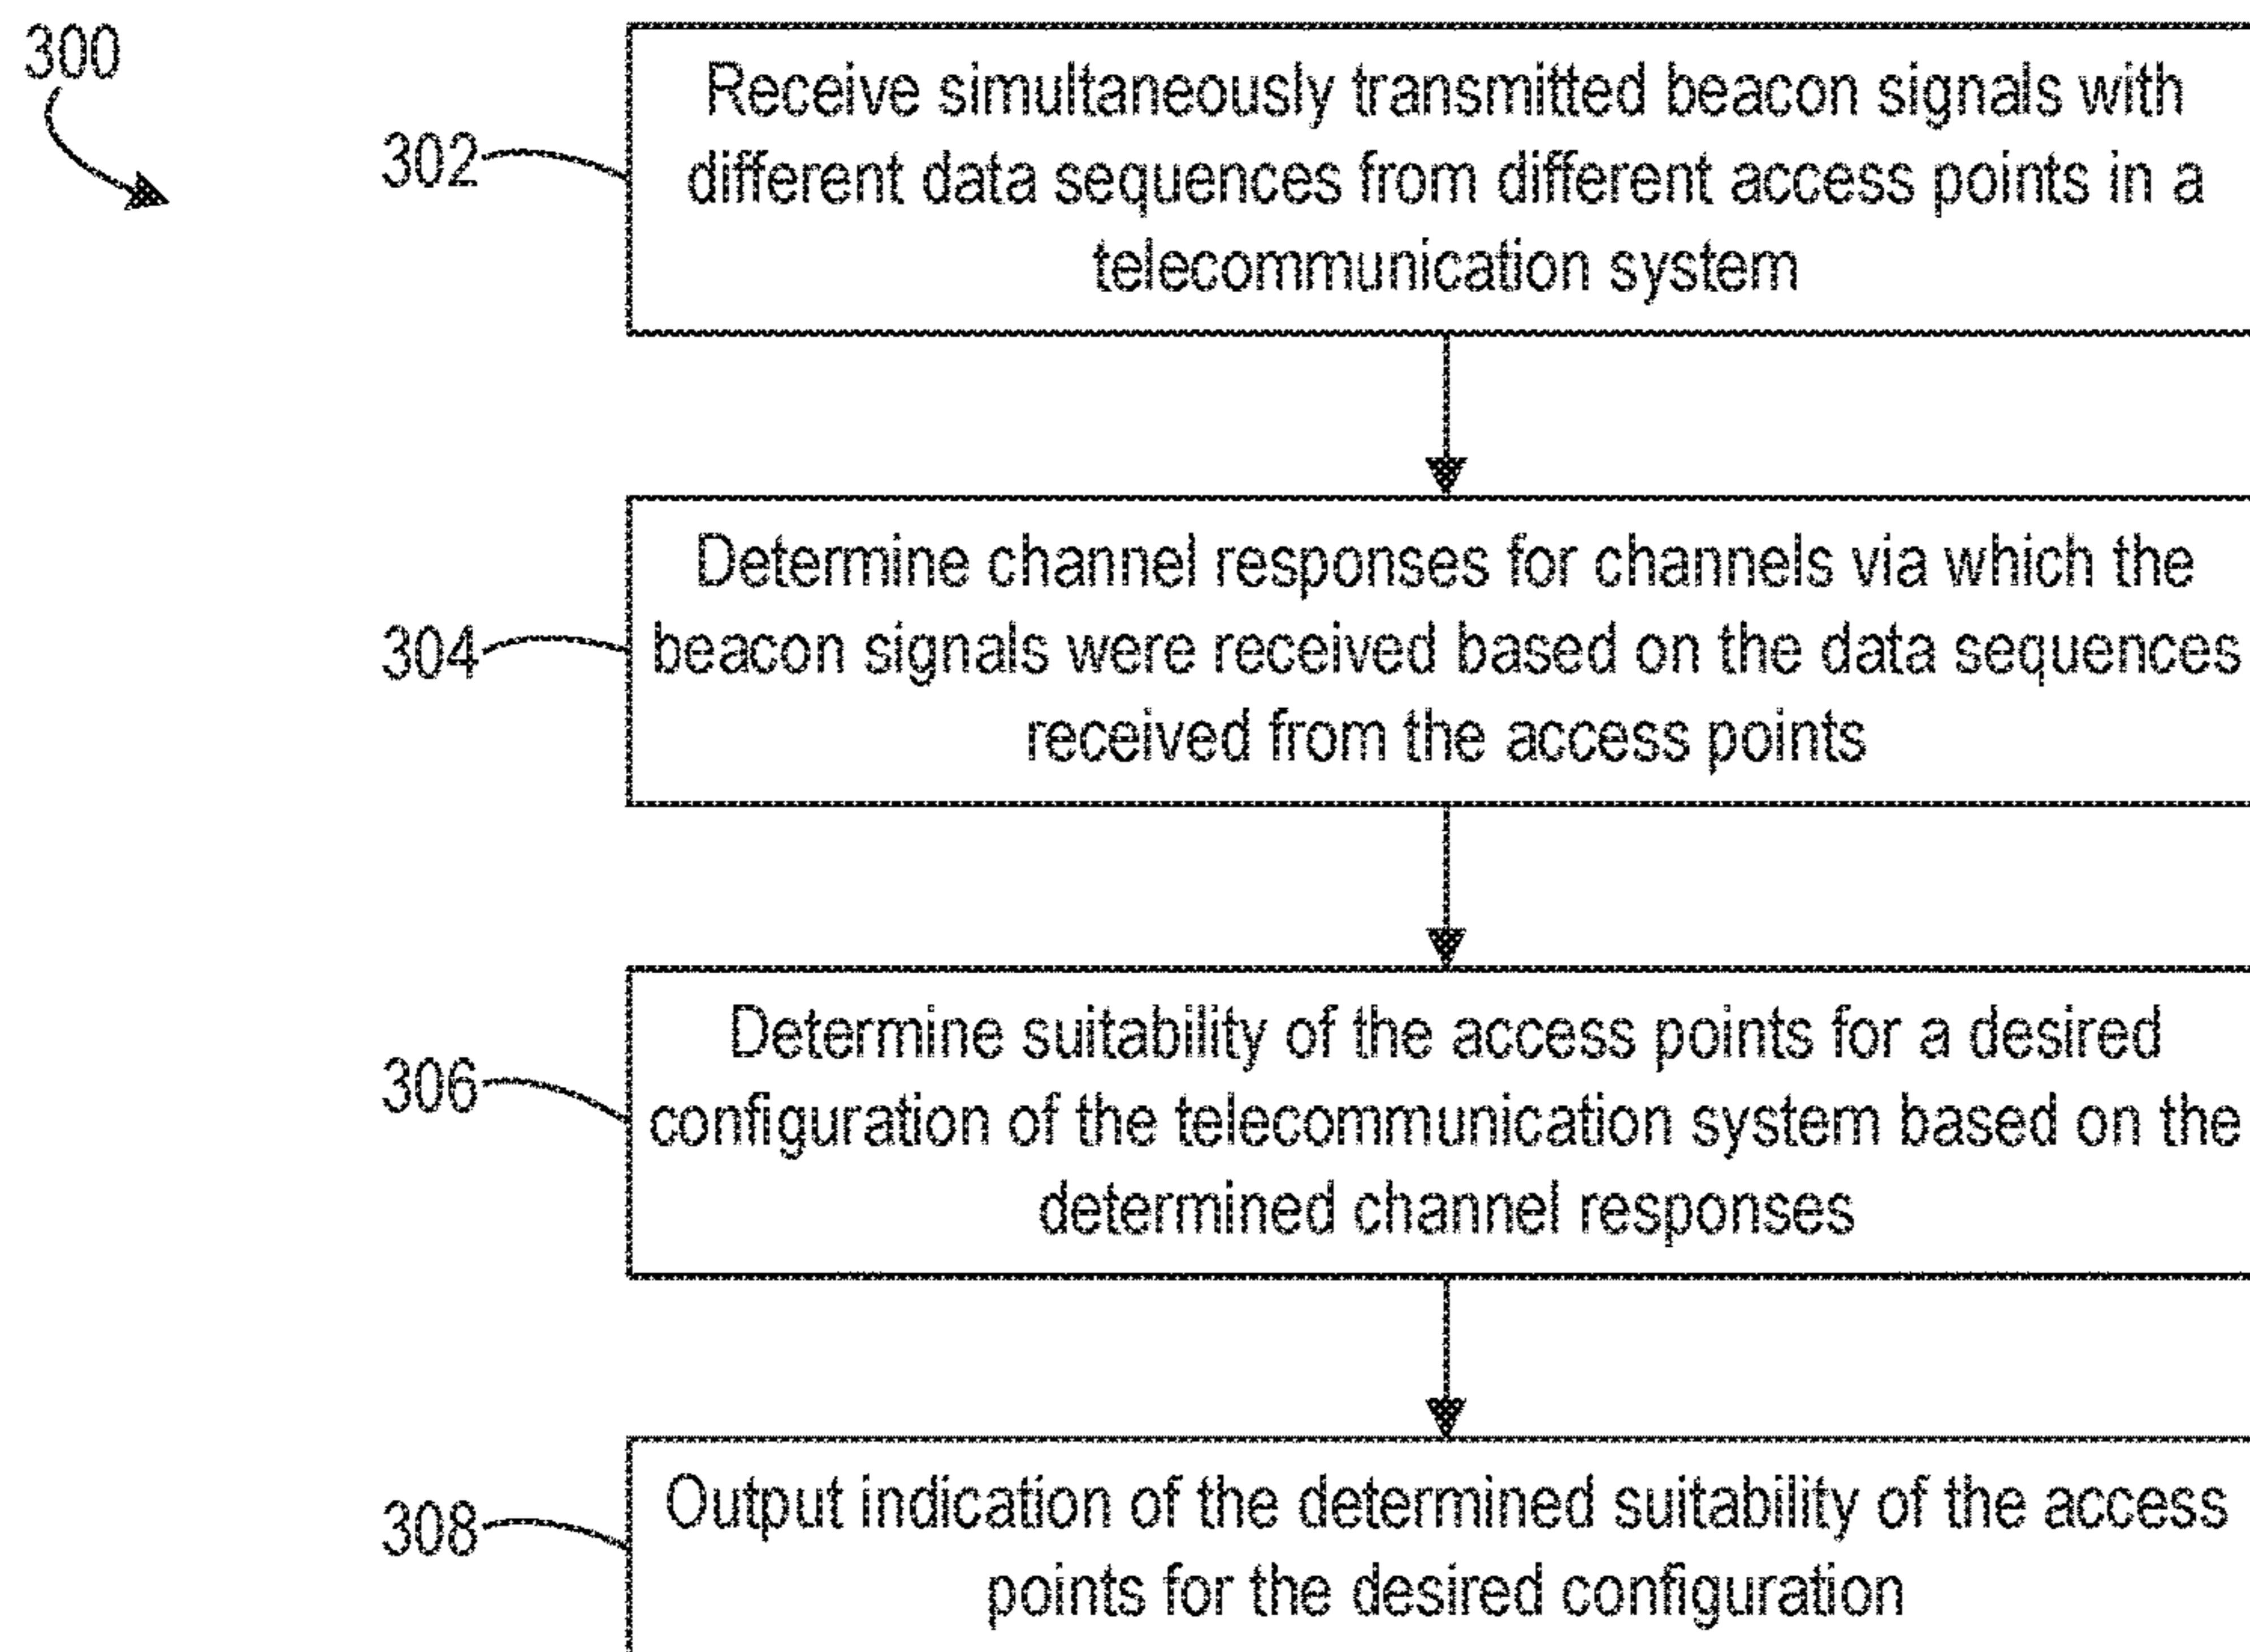 300
302
Receive simultaneously transmitted beacon signals with
different data sequences from different access points in a
telecommunication system
304
Determine channel responses for channels via which the
beacon signals were received based on the data sequences
received from the access points
306
Determine suitability of the access points for a desired
configuration of the telecommunication system based on the
determined channel responses
308
Output indication of the determined suitability of the access
points for the desired configuration